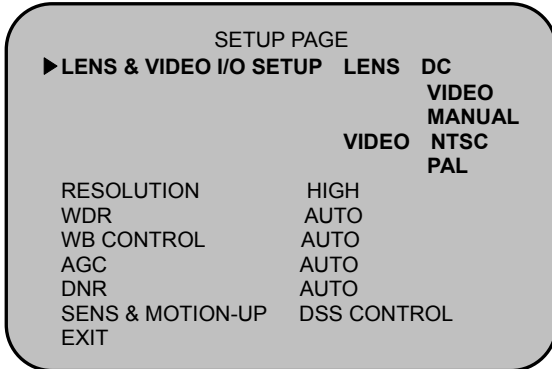 SETUP PAGE
▶LENS & VIDEO I/O SETUP LENS DC
VIDEO
MANUAL
VIDEO NTSC
PAL
RESOLUTION HIGH
WDR AUTO
WB CONTROL AUTO
AGC AUTO
DNR AUTO
SENS & MOTION-UP DSS CONTROL
EXIT